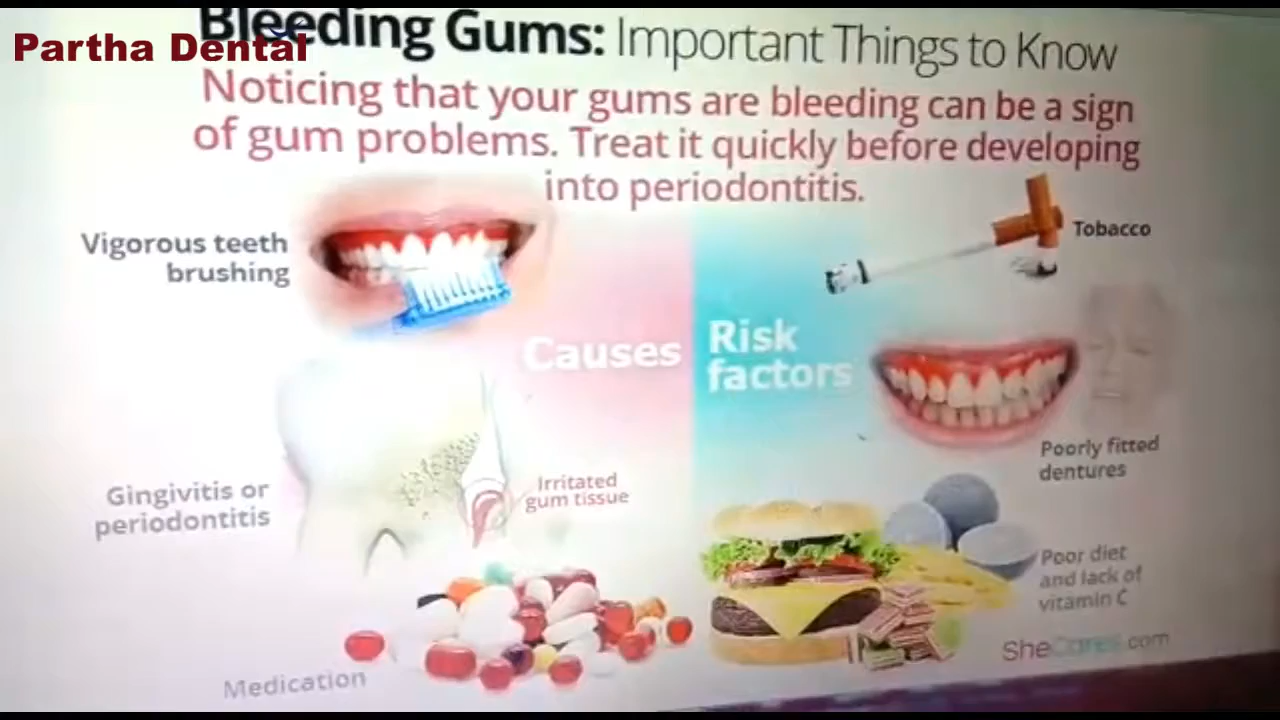 Partha Dental
Bleeding Gums: Important Things to Know
Noticing that your gums are bleeding can be a sign
of gum problems. Treat it quickly before developing
into periodontitis.
Vigorous teeth
brushing
Causes
Gingivitis or
periodontitis
Irritated
gum tissue
Medication
Risk
factors
Tobacco
Poorly fitted
dentures
Poor diet
and lack of
vitamin C
SheCares.com